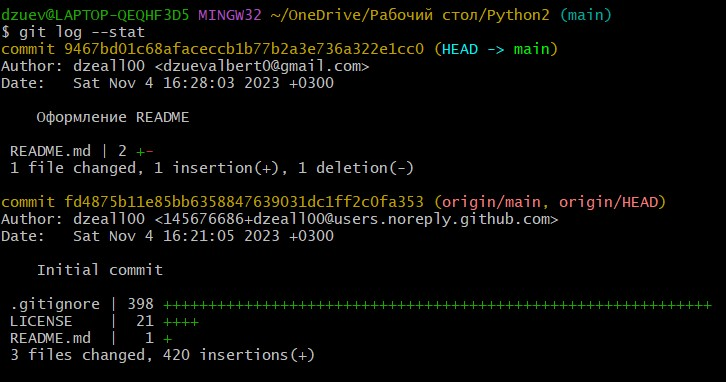 dzuev@LAPTOP-QEQHF3D5 MINGW32 ~/OneDrive/Рабочий стол/Python2 (main)
$ git log --stat
commit 9467bd01c68afaceccb1b77b2a3e736a322e1cc0 (HEAD -> main)
Author: dzeall00 <dzuevalbert0@gmail.com>
Date:   Sat Nov 4 16:28:03 2023 +0300

    Оформление README

 README.md | 2 +-
 1 file changed, 1 insertion(+), 1 deletion(-)

commit fd4875b11e85bb6358847639031dc1ff2c0fa353 (origin/main, origin/HEAD)
Author: dzeall00 <145676686+dzeall00@users.noreply.github.com>
Date:   Sat Nov 4 16:21:05 2023 +0300

    Initial commit

 .gitignore | 398 +++++++++++++++++++++++++++++++++++++++++++++++++++++++++++++
 LICENSE    |  21 ++++
 README.md  |   1 +
 3 files changed, 420 insertions(+)